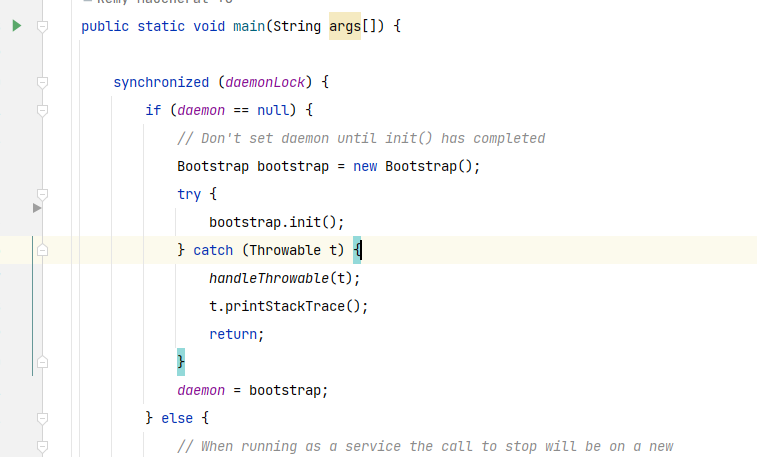 public static void main(String args[]) {
synchronized (daemonLock) {
if (daemon == null) {
// Don't set daemon until init() has completed
Bootstrap bootstrap = new Bootstrap();
try {
bootstrap.init();
} catch (Throwable t) {
handleThrowable(t);
t.printStackTrace();
return;
}
daemon = bootstrap;
} else {
// When running as a service the call to stop will be on a new